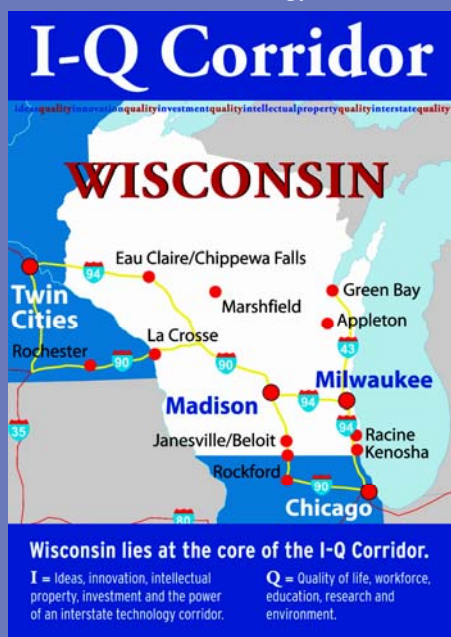 I-Q Corridor
ideasqualityinnovationqualityinvestmentqualityintellectualpropertyqualityinterstatequality
WISCONSIN
Eau Claire/Chippewa Falls
94
Twin
Cities
Marshfield
Green Bay
Appleton
La Crosse
Rochester
90
90
43
Milwaukee
Madison
94
94
35
Janesville/Beloit
Racine
Kenosha
Rockford
90
Chicago
80
Wisconsin lies at the core of the I-Q Corridor.
I = Ideas, innovation, intellectual
property, investment and the power
of an interstate technology corridor.
Q = Quality of life, workforce,
education, research and
environment.